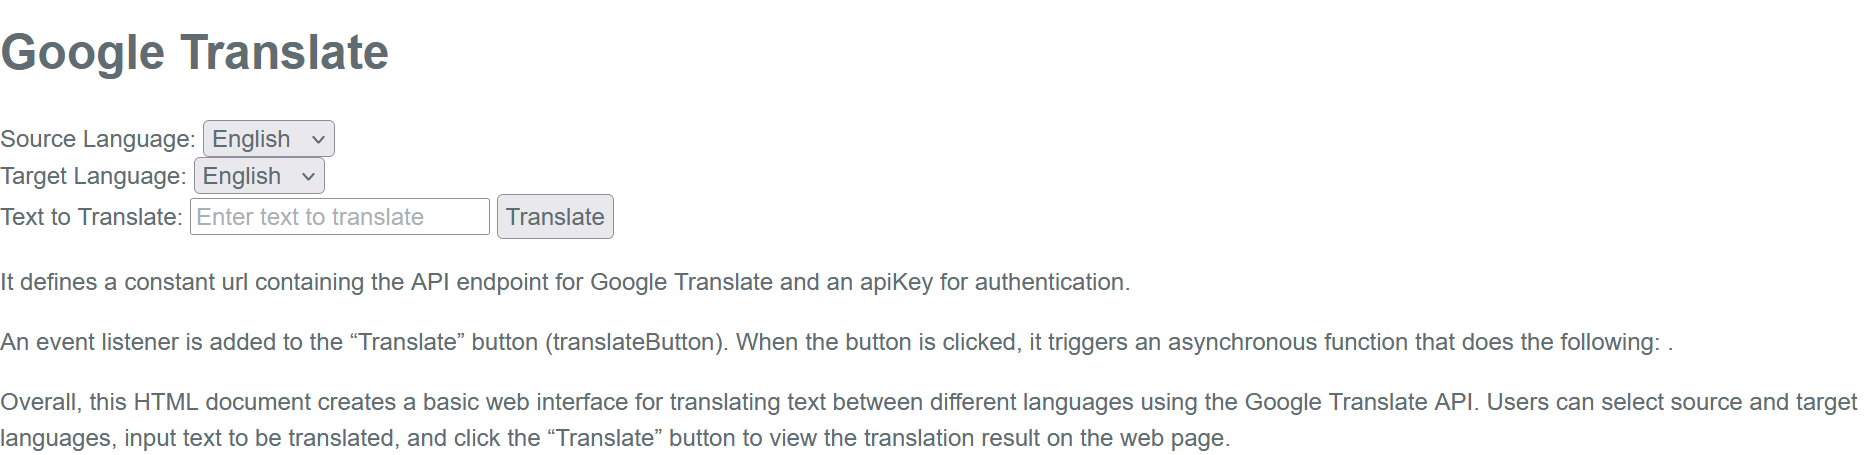 Google Translate
Source Language: English
Target Language: English
Text to Translate: Enter text to translate Translate
It defines a constant url containing the API endpoint for Google Translate and an apiKey for authentication.
An event listener is added to the “Translate” button (translateButton). When the button is clicked, it triggers an asynchronous function that does the following: .
Overall, this HTML document creates a basic web interface for translating text between different languages using the Google Translate API. Users can select source and target
languages, input text to be translated, and click the “Translate” button to view the translation result on the web page.